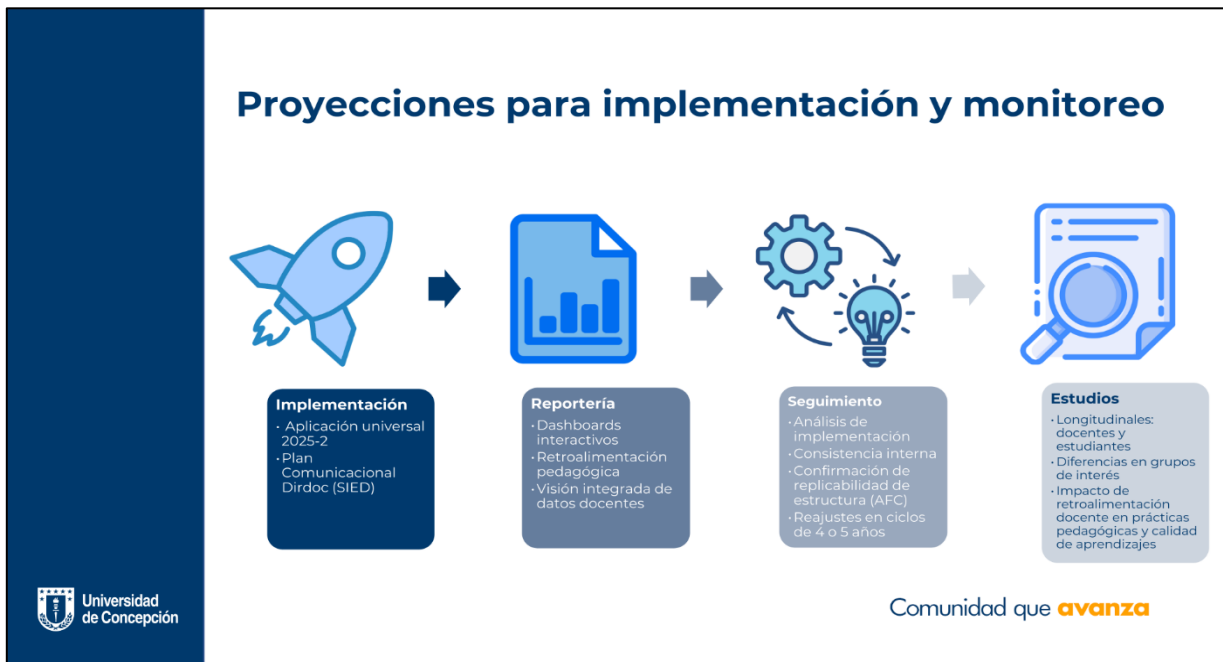 Proyecciones para implementación y monitoreo
Implementación
• Aplicación universal
2025-2
• Plan
Comunicacional
Dirdoc (SIED)
Reportería
• Dashboards
interactivos
• Retroalimentación
pedagógica
• Visión integrada de
datos docentes
Seguimiento
• Análisis de
implementación
• Consistencia interna
• Confirmación de
replicabilidad de
estructura (AFC)
• Reajustes en ciclos
de 4 o 5 años
Estudios
• Longitudinales:
docentes y
estudiantes
• Diferencias en grupos
de interés
• Impacto de
retroalimentación
docente en prácticas
pedagógicas y calidad
de aprendizajes
Universidad
de Concepción
Comunidad que avanza